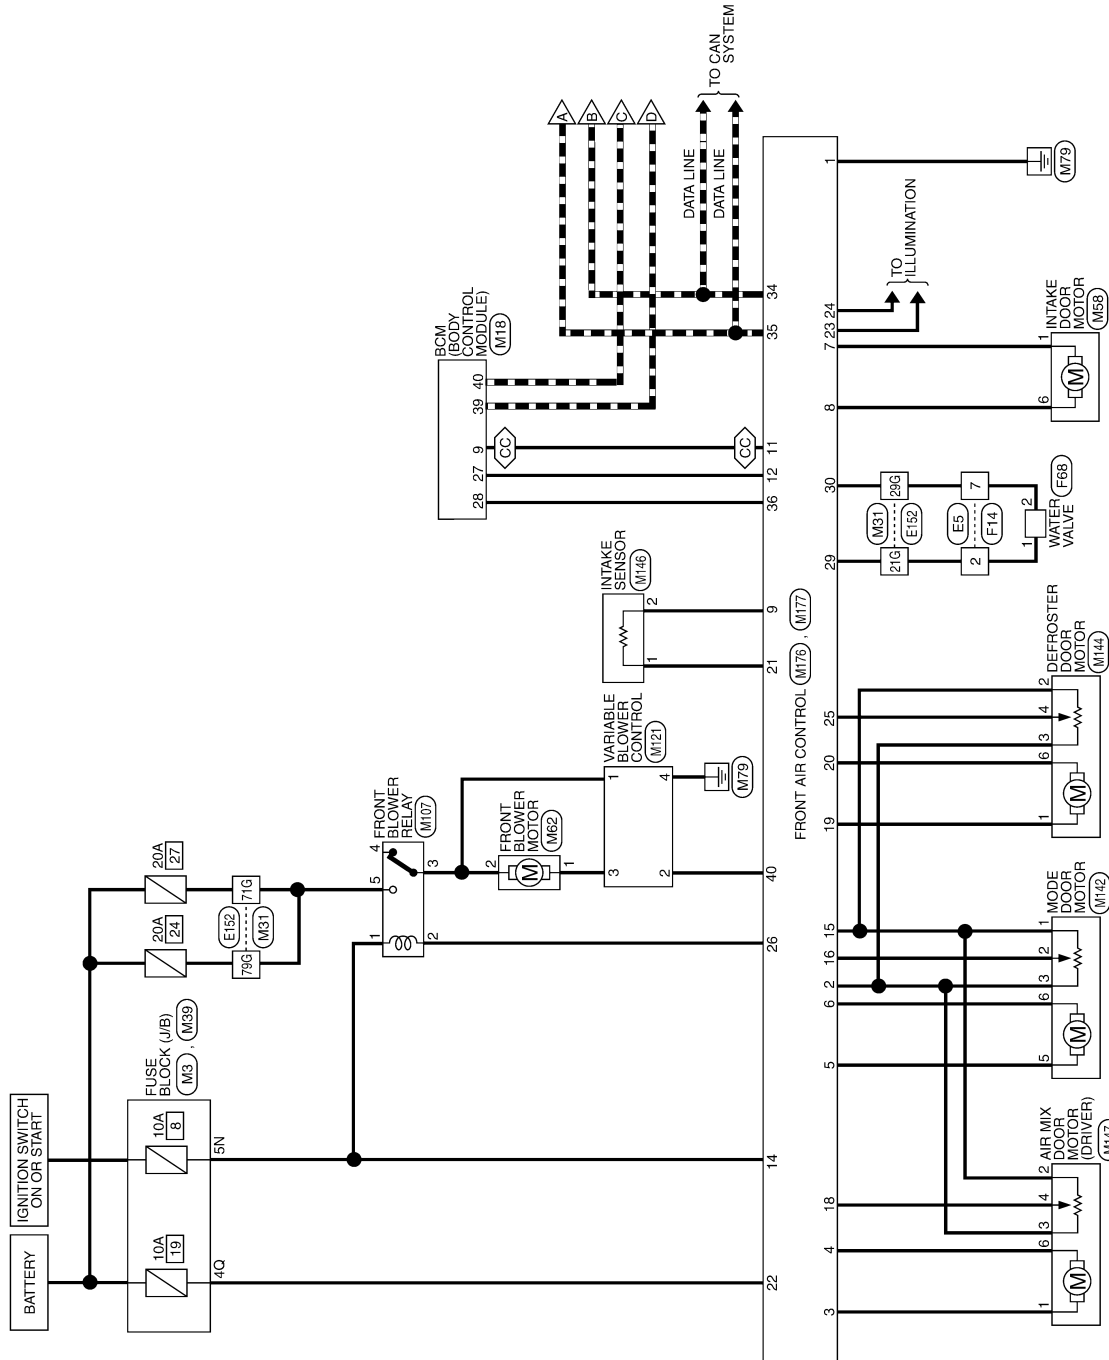 BATTERY
IGNITION SWITCH
ON OR START
FUSE
BLOCK (J/B)
M3 , M39
10A
19
4Q
10A
8
5N
20A
24
20A
27
79G
71G
E152
M31
FRONT
BLOWER
RELAY
M107
1
2
5
4
3
FRONT
BLOWER
MOTOR
M62
M
2
1
VARIABLE
BLOWER
CONTROL
M121
3
1
2
4
M79
INTAKE
SENSOR
M146
1
2
BCM
(BODY
CONTROL
MODULE)
M18
28
27
9
39
40
CC
CC
A
B
C
D
DATA LINE
DATA LINE
TO CAN
SYSTEM
22
14
26
40
21
9
36
12
11
35
34
FRONT AIR CONTROL M176 , M177
3
4
18
5
6
2
16
15
19
20
25
29
30
8
7
23
24
1
AIR MIX
DOOR
MOTOR
(DRIVER)
1
6
3
4
2
M
MODE
DOOR
MOTOR
M142
5
6
3
2
1
M
DEFROSTER
DOOR
MOTOR
M144
1
6
3
4
2
M
21G
29G
M31
E152
2
7
E5
F14
1
2
WATER
VALVE
F68
INTAKE
DOOR
MOTOR
M58
6
1
M
TO
ILLUMINATION
M79